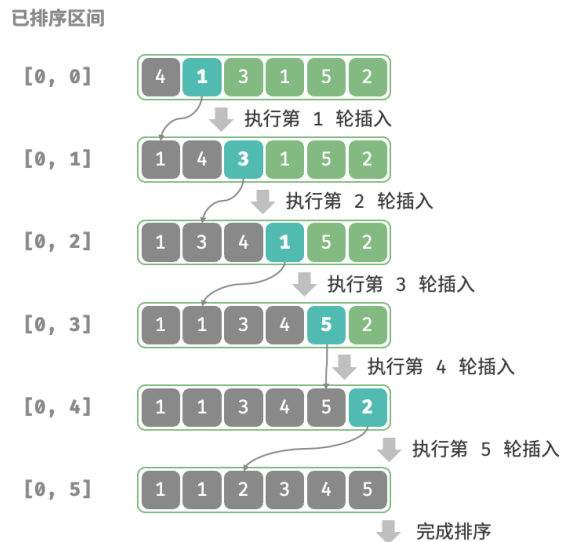 已排序区间
[0, 0] 4 1 3 1 5 2
执行第 1 轮插入
[0, 1] 1 4 3 1 5 2
执行第 2 轮插入
[0, 2] 1 3 4 1 5 2
执行第 3 轮插入
[0, 3] 1 1 3 4 5 2
执行第 4 轮插入
[0, 4] 1 1 3 4 5 2
执行第 5 轮插入
[0, 5] 1 1 2 3 4 5
完成排序